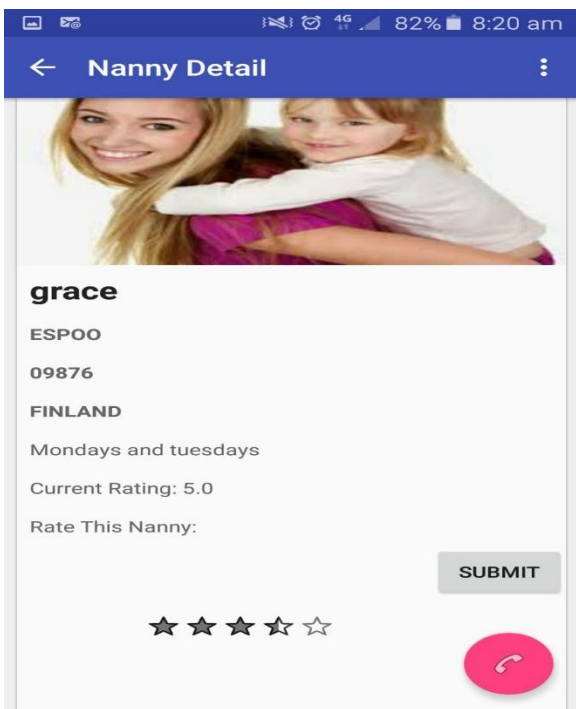 4G 82% 8:20 am
Nanny Detail
grace
ESPOO
09876
FINLAND
Mondays and tuesdays
Current Rating: 5.0
Rate This Nanny:
SUBMIT